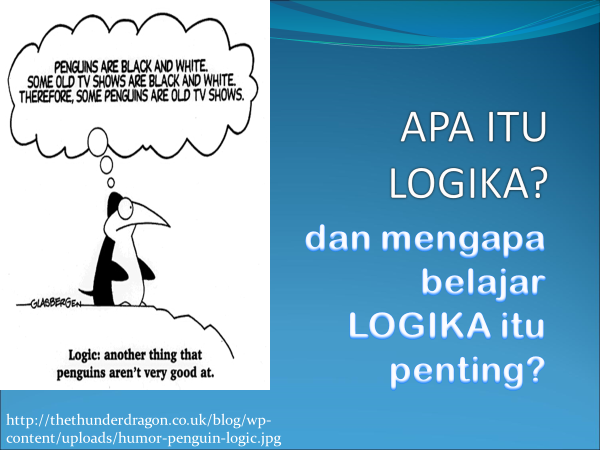 PENGUINS ARE BLACK AND WHITE.
SOME OLD TV SHOWS ARE BLACK AND WHITE.
THEREFORE, SOME PENGUINS ARE OLD TV SHOWS.
GLASBERGEN
Logic: another thing that
penguins aren't very good at.
APA ITU
LOGIKA?
dan mengapa
belajar
LOGIKA itu
penting?
http://thethunderdragon.co.uk/blog/wp-
content/uploads/humor-penguin-logic.jpg